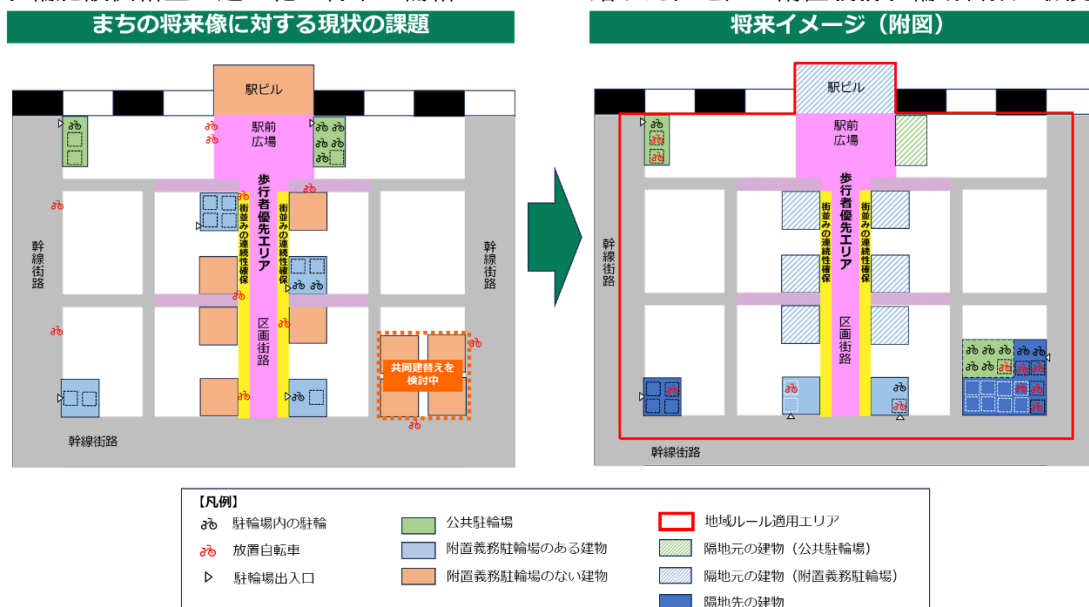 まちの将来像に対する現状の課題
将来イメージ（附図）
駅ビル
駅前
広場
歩行者優先エリア
街並みの連続性確保
街並みの連続性確保
区画街路
幹線街路
幹線街路
共同建替えを
検討中
幹線街路
駅ビル
駅前
広場
歩行者優先エリア
街並みの連続性確保
街並みの連続性確保
区画街路
幹線街路
幹線街路
【凡例】
駐輪場内の駐輪
放置自転車
駐輪場出入口
公共駐輪場
附置義務駐輪場のある建物
附置義務駐輪場のない建物
地域ルール適用エリア
隔地元の建物（公共駐輪場）
隔地元の建物（附置義務駐輪場）
隔地先の建物